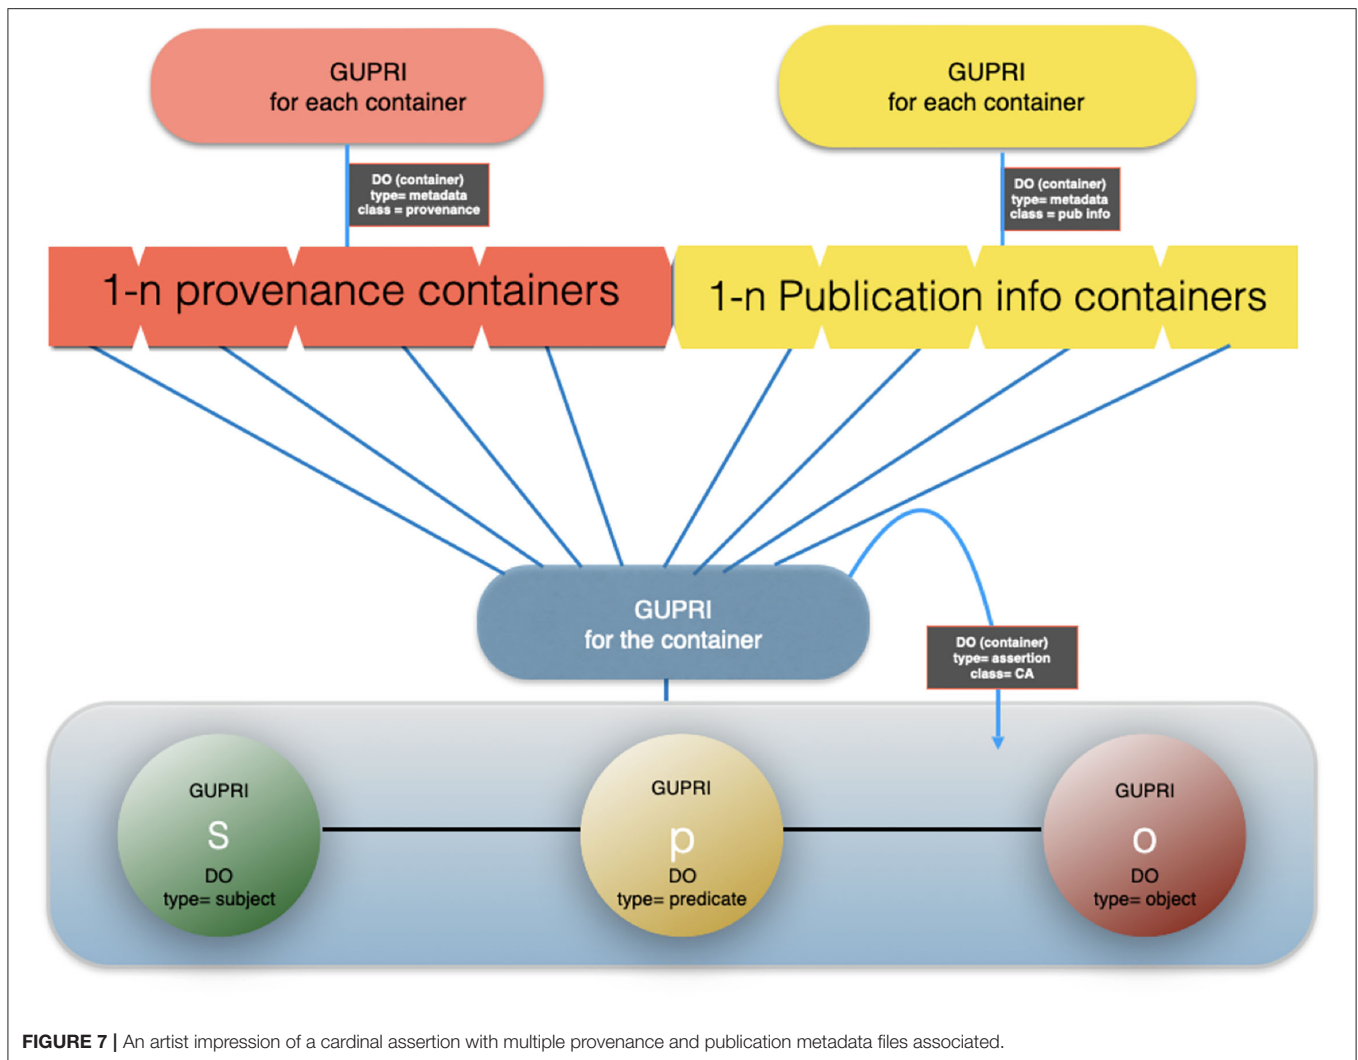 GUPRI
for each container
GUPRI
for each container
DO (container)
type= metadata
class = provenance
DO (container)
type= metadata
class = pub info
1-n provenance containers
1-n Publication info containers
GUPRI
for the container
DO (container)
type= assertion
class= CA
GUPRI
s
DO
type= subject
GUPRI
p
DO
type= predicate
GUPRI
o
DO
type= object
FIGURE 7 | An artist impression of a cardinal assertion with multiple provenance and publication metadata files associated.